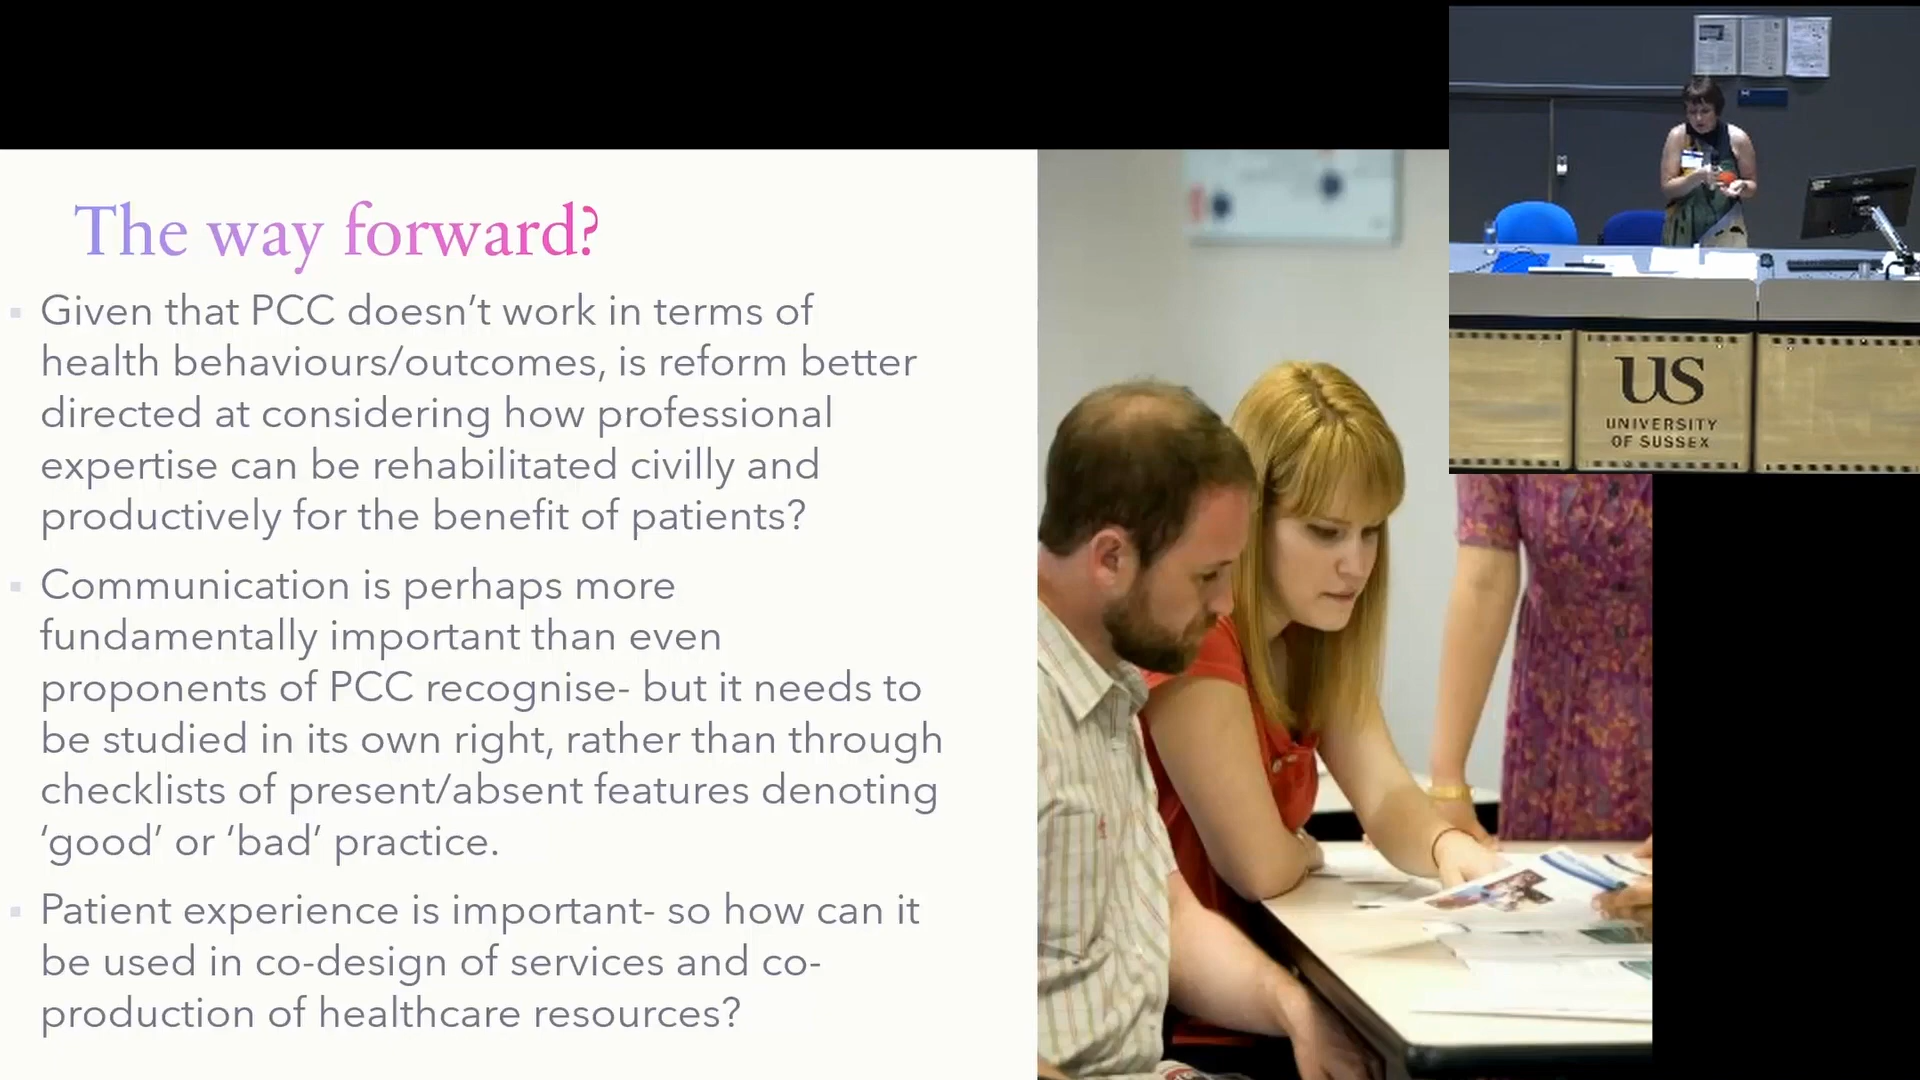 The way forward?
Given that PCC doesn’t work in terms of
health behaviours/outcomes, is reform better
directed at considering how professional
expertise can be rehabilitated civilly and
productively for the benefit of patients?
Communication is perhaps more
fundamentally important than even
proponents of PCC recognise- but it needs to
be studied in its own right, rather than through
checklists of present/absent features denoting
‘good’ or ‘bad’ practice.
Patient experience is important- so how can it
be used in co-design of services and co-
production of healthcare resources?
US
UNIVERSITY
OF SUSSEX